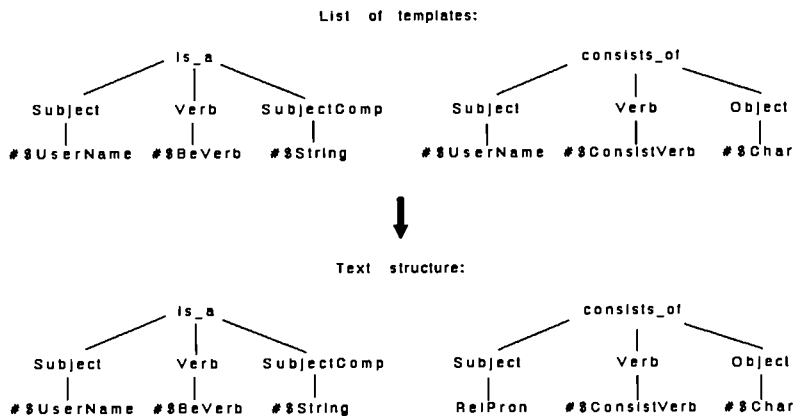 List of templates:
is_a consists_of
Subject Verb SubjectComp Subject Verb Object
#$UserName #$BeVerb #$String #$UserName #$ConsistVerb #$Char
Text structure:
is_a consists_of
Subject Verb SubjectComp Subject Verb Object
#$UserName #$BeVerb #$String RelPron #$ConsistVerb #$Char